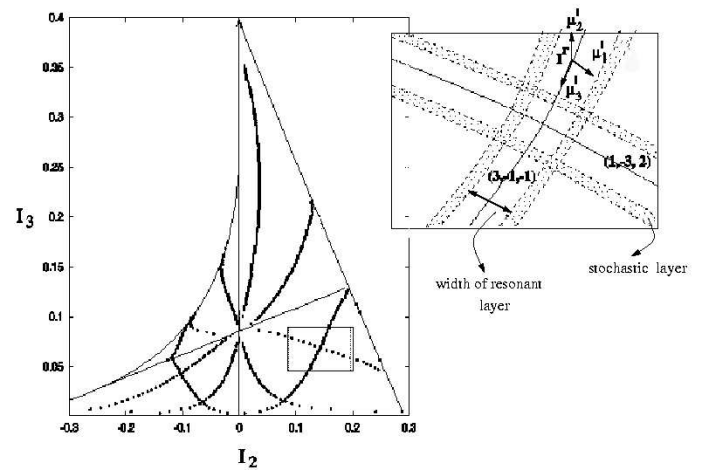 0.4
0.35
0.3
0.25
0.2
0.15
0.1
0.05
I3
-0.3
-0.2
-0.1
0
0.1
0.2
0.3
I2
μ'2
I^r
μ'1
μ'3
(3,-1,-1)
(1,-3, 2)
width of resonant
layer
stochastic layer